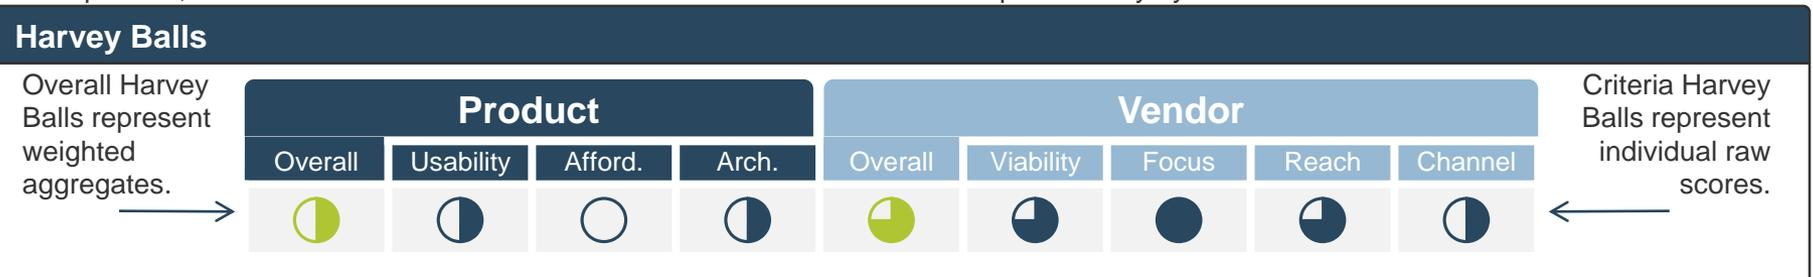 Harvey Balls
Overall Harvey
Balls represent
weighted
aggregates.
Product
Vendor
Overall Usability Afford. Arch. Overall Viability Focus Reach Channel
Criteria Harvey
Balls represent
individual raw
scores.